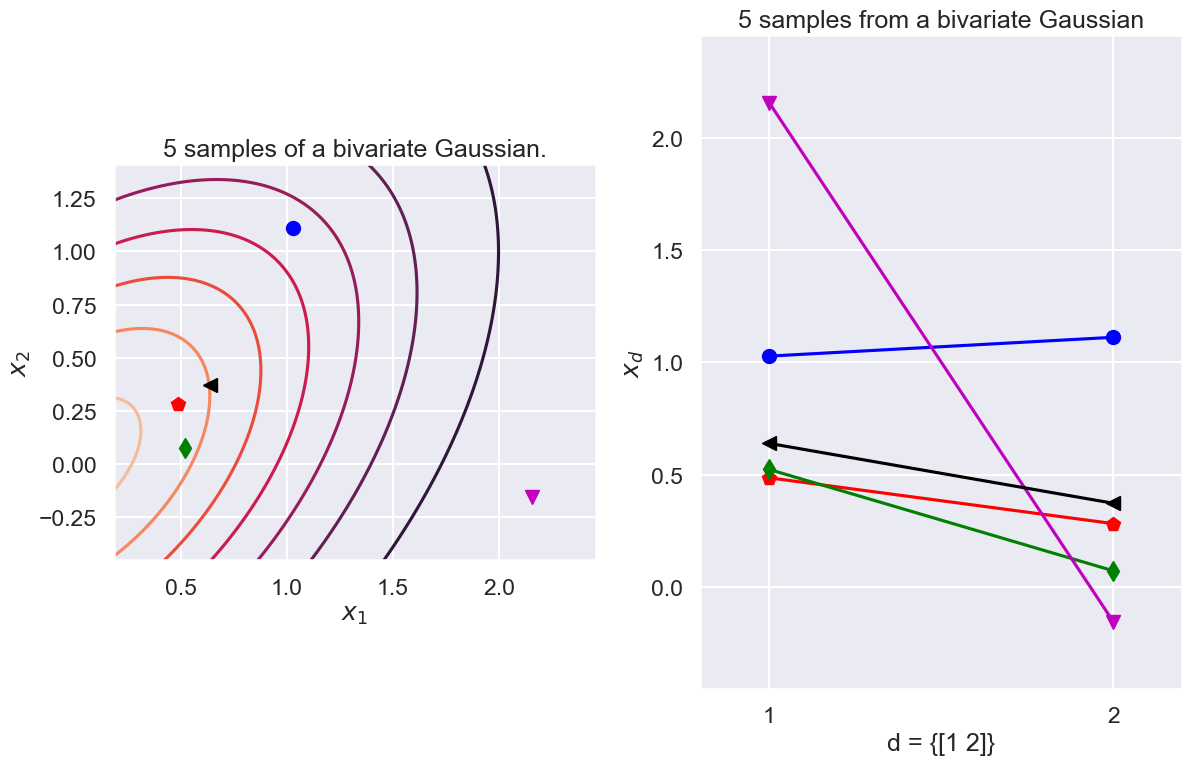 5 samples of a bivariate Gaussian.
1.25
1.00
0.75
0.50
0.25
0.00
−0.25
x₂
0.5 1.0 1.5 2.0
x₁
5 samples from a bivariate Gaussian
2.0
1.5
1.0
0.5
0.0
x_d
1 2
d = {[1 2]}